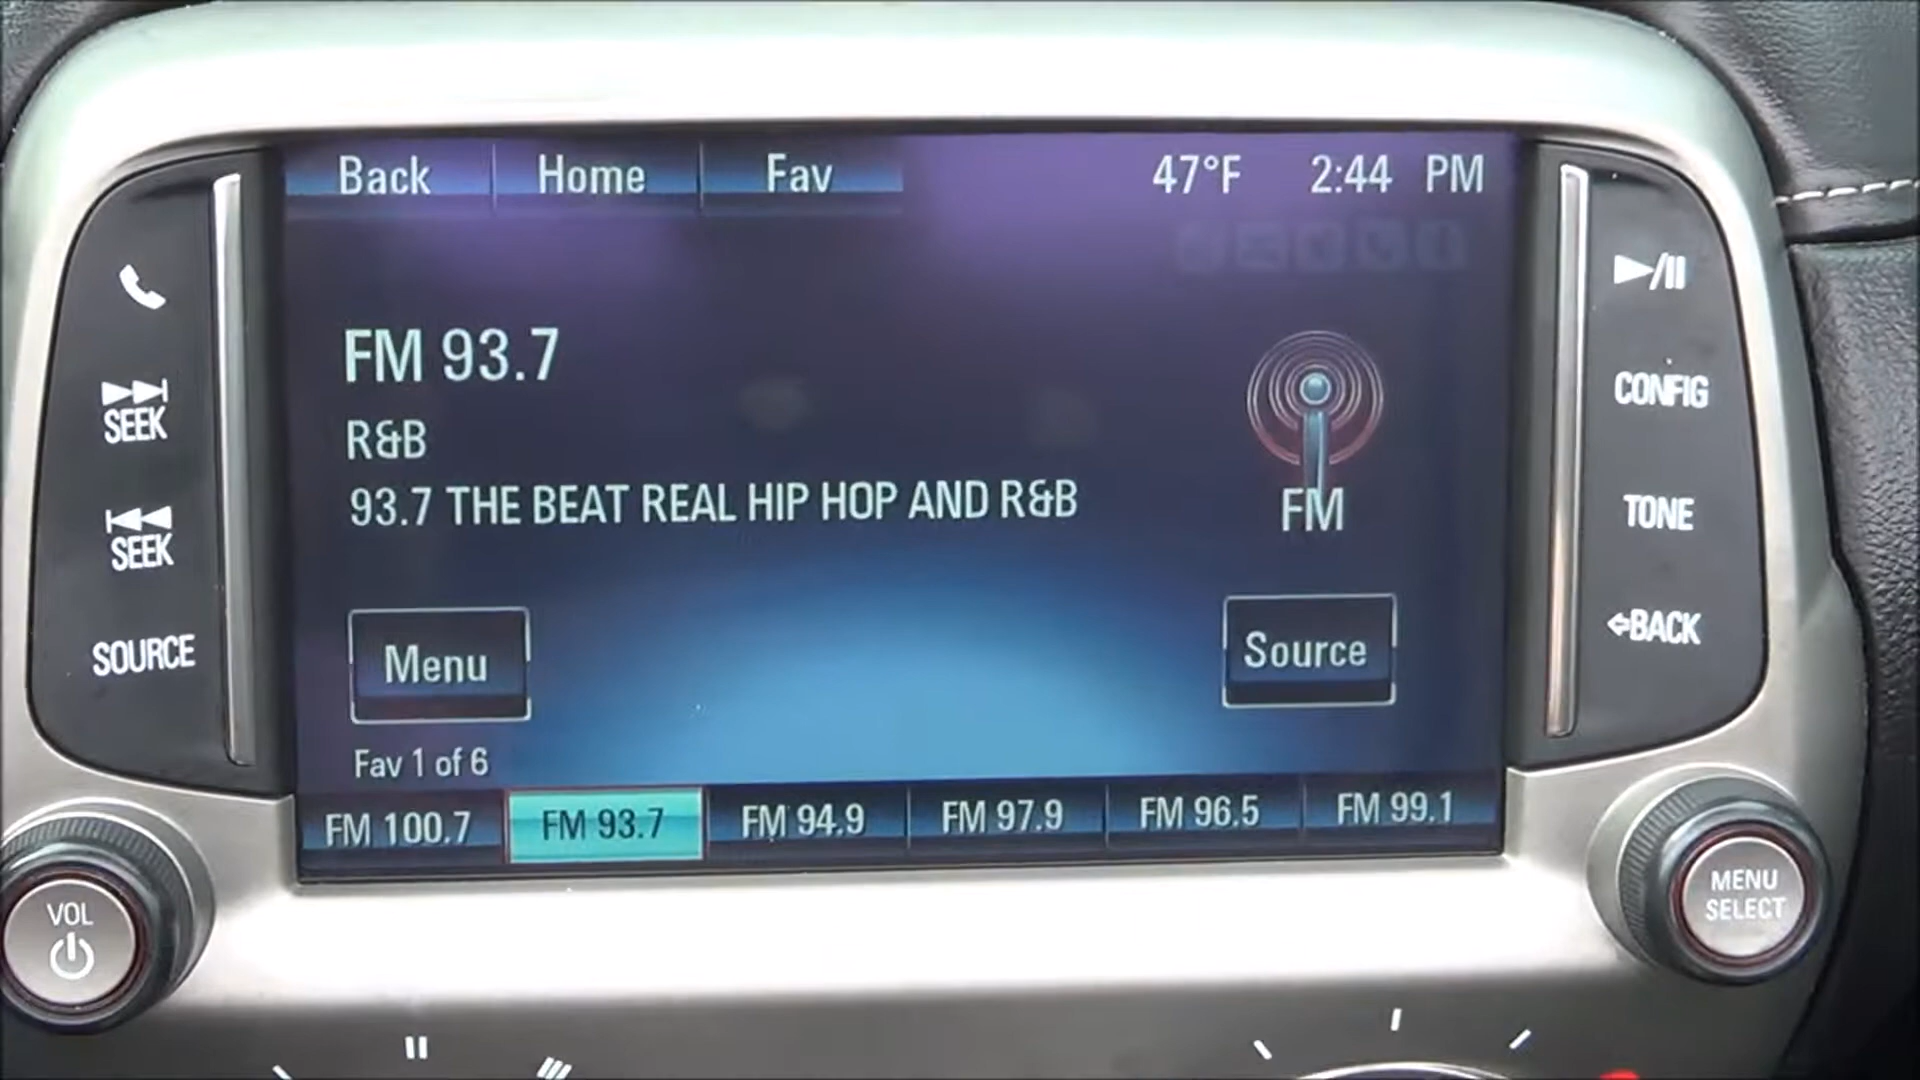 Back Home Fav 47°F 2:44 PM
FM 93.7
R&B
93.7 THE BEAT REAL HIP HOP AND R&B
FM
Menu
Source
Fav 1 of 6
FM 100.7 FM 93.7 FM 94.9 FM 97.9 FM 96.5 FM 99.1
SEEK
SEEK
SOURCE
VOL
CONFIG
TONE
BACK
MENU
SELECT